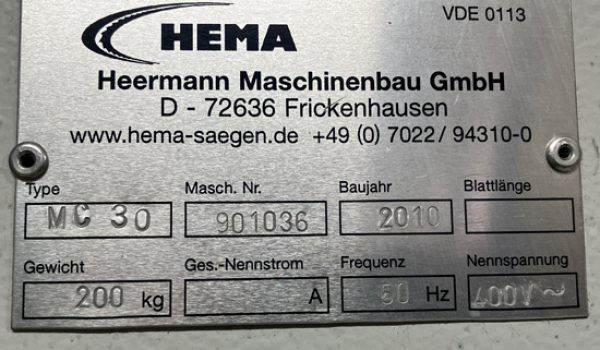 VDE 0113
HEMA
Heermann Maschinenbau GmbH
D - 72636 Frickenhausen
www.hema-saegen.de +49 (0) 7022 / 94310-0
Type Masch. Nr. Baujahr Blattlänge
MC 30 901036 2010
Gewicht Ges.-Nennstrom Frequenz Nennspannung
200 kg A 50 Hz 400V~